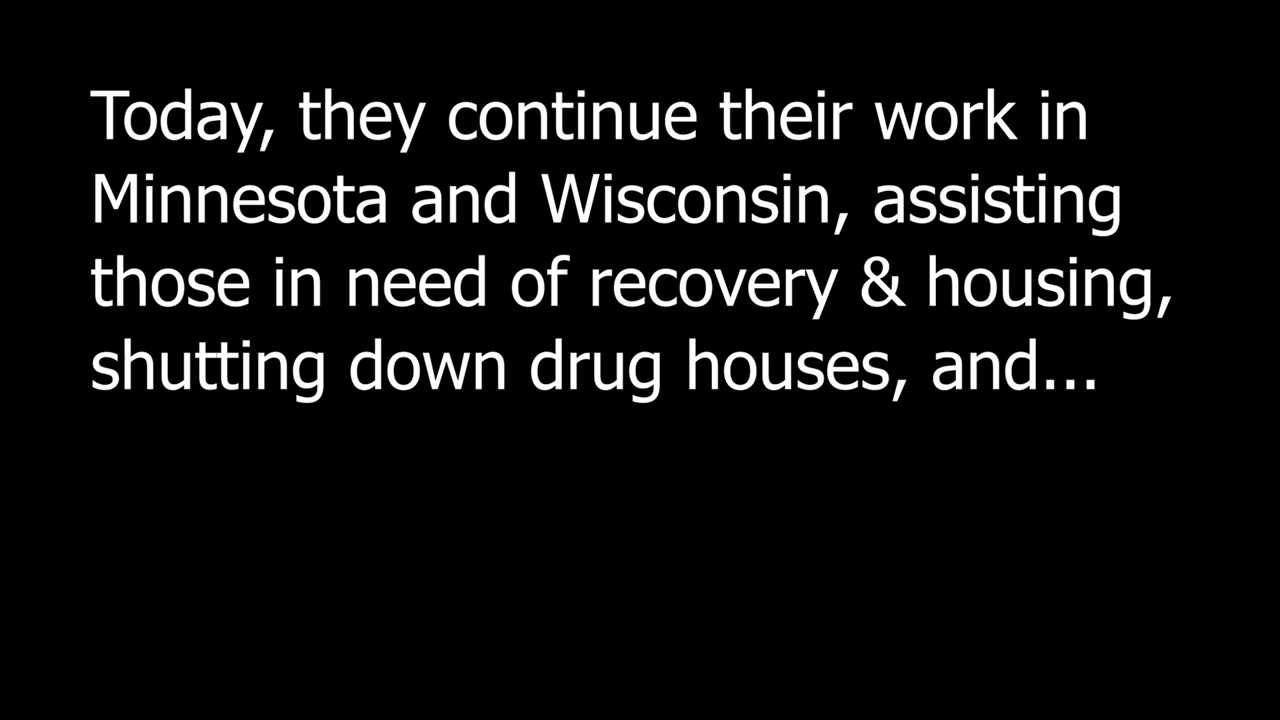 Today, they continue their work in
Minnesota and Wisconsin, assisting
those in need of recovery & housing,
shutting down drug houses, and...